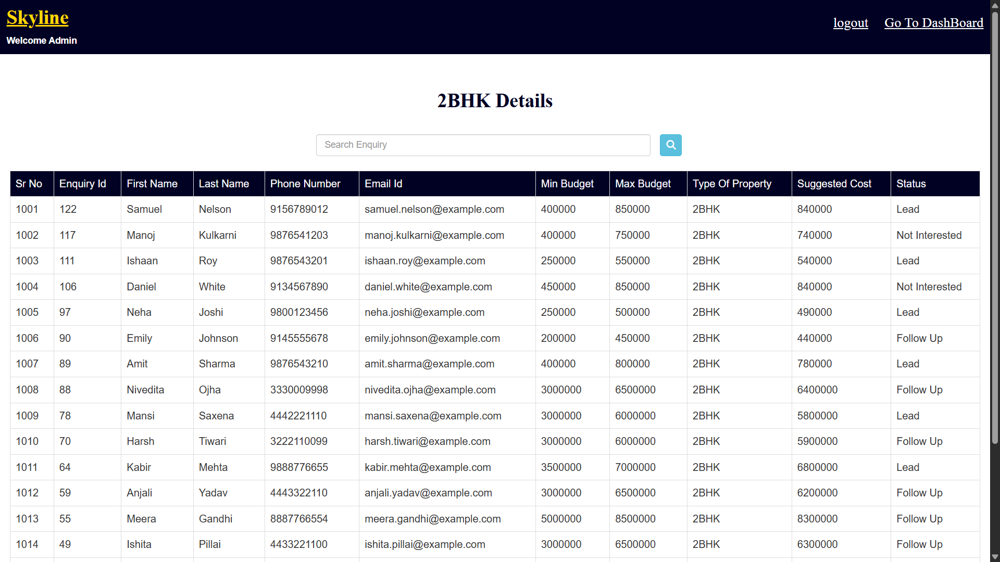 Skyline
Welcome Admin
logout Go To DashBoard
2BHK Details
Search Enquiry
Sr No Enquiry Id First Name Last Name Phone Number Email Id Min Budget Max Budget Type Of Property Suggested Cost Status
1001 122 Samuel Nelson 9156789012 samuel.nelson@example.com 400000 850000 2BHK 840000 Lead
1002 117 Manoj Kulkarni 9876541203 manoj.kulkarni@example.com 400000 750000 2BHK 740000 Not Interested
1003 111 Ishaan Roy 9876543201 ishaan.roy@example.com 250000 550000 2BHK 540000 Lead
1004 106 Daniel White 9134567890 daniel.white@example.com 450000 850000 2BHK 840000 Not Interested
1005 97 Neha Joshi 9800123456 neha.joshi@example.com 250000 500000 2BHK 490000 Lead
1006 90 Emily Johnson 9145555678 emily.johnson@example.com 200000 450000 2BHK 440000 Follow Up
1007 89 Amit Sharma 9876543210 amit.sharma@example.com 400000 800000 2BHK 780000 Lead
1008 88 Nivedita Ojha 3330009998 nivedita.ojha@example.com 3000000 6500000 2BHK 6400000 Follow Up
1009 78 Mansi Saxena 4442221110 mansi.saxena@example.com 3000000 6000000 2BHK 5800000 Lead
1010 70 Harsh Tiwari 3222110099 harsh.tiwari@example.com 3000000 6000000 2BHK 5900000 Follow Up
1011 64 Kabir Mehta 9888776655 kabir.mehta@example.com 3500000 7000000 2BHK 6800000 Lead
1012 59 Anjali Yadav 4443322110 anjali.yadav@example.com 3000000 6500000 2BHK 6200000 Follow Up
1013 55 Meera Gandhi 8887766554 meera.gandhi@example.com 5000000 8500000 2BHK 8300000 Follow Up
1014 49 Ishita Pillai 4433221100 ishita.pillai@example.com 3000000 6500000 2BHK 6300000 Follow Up